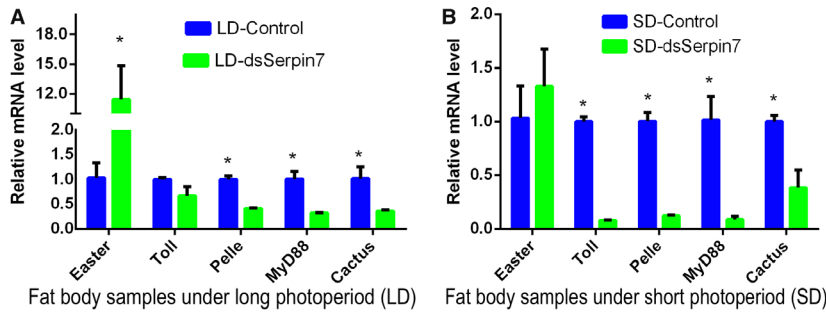 A
LD-Control
LD-dsSerpin7
Relative mRNA level
18.0
15.0
12.0
2.0
1.5
1.0
0.5
0.0
*
* * *
Easter Toll Pelle MyD88 Cactus
Fat body samples under long photoperiod (LD)
B
SD-Control
SD-dsSerpin7
Relative mRNA level
2.0
1.5
1.0
0.5
0.0
* * * *
Easter Toll Pelle MyD88 Cactus
Fat body samples under short photoperiod (SD)